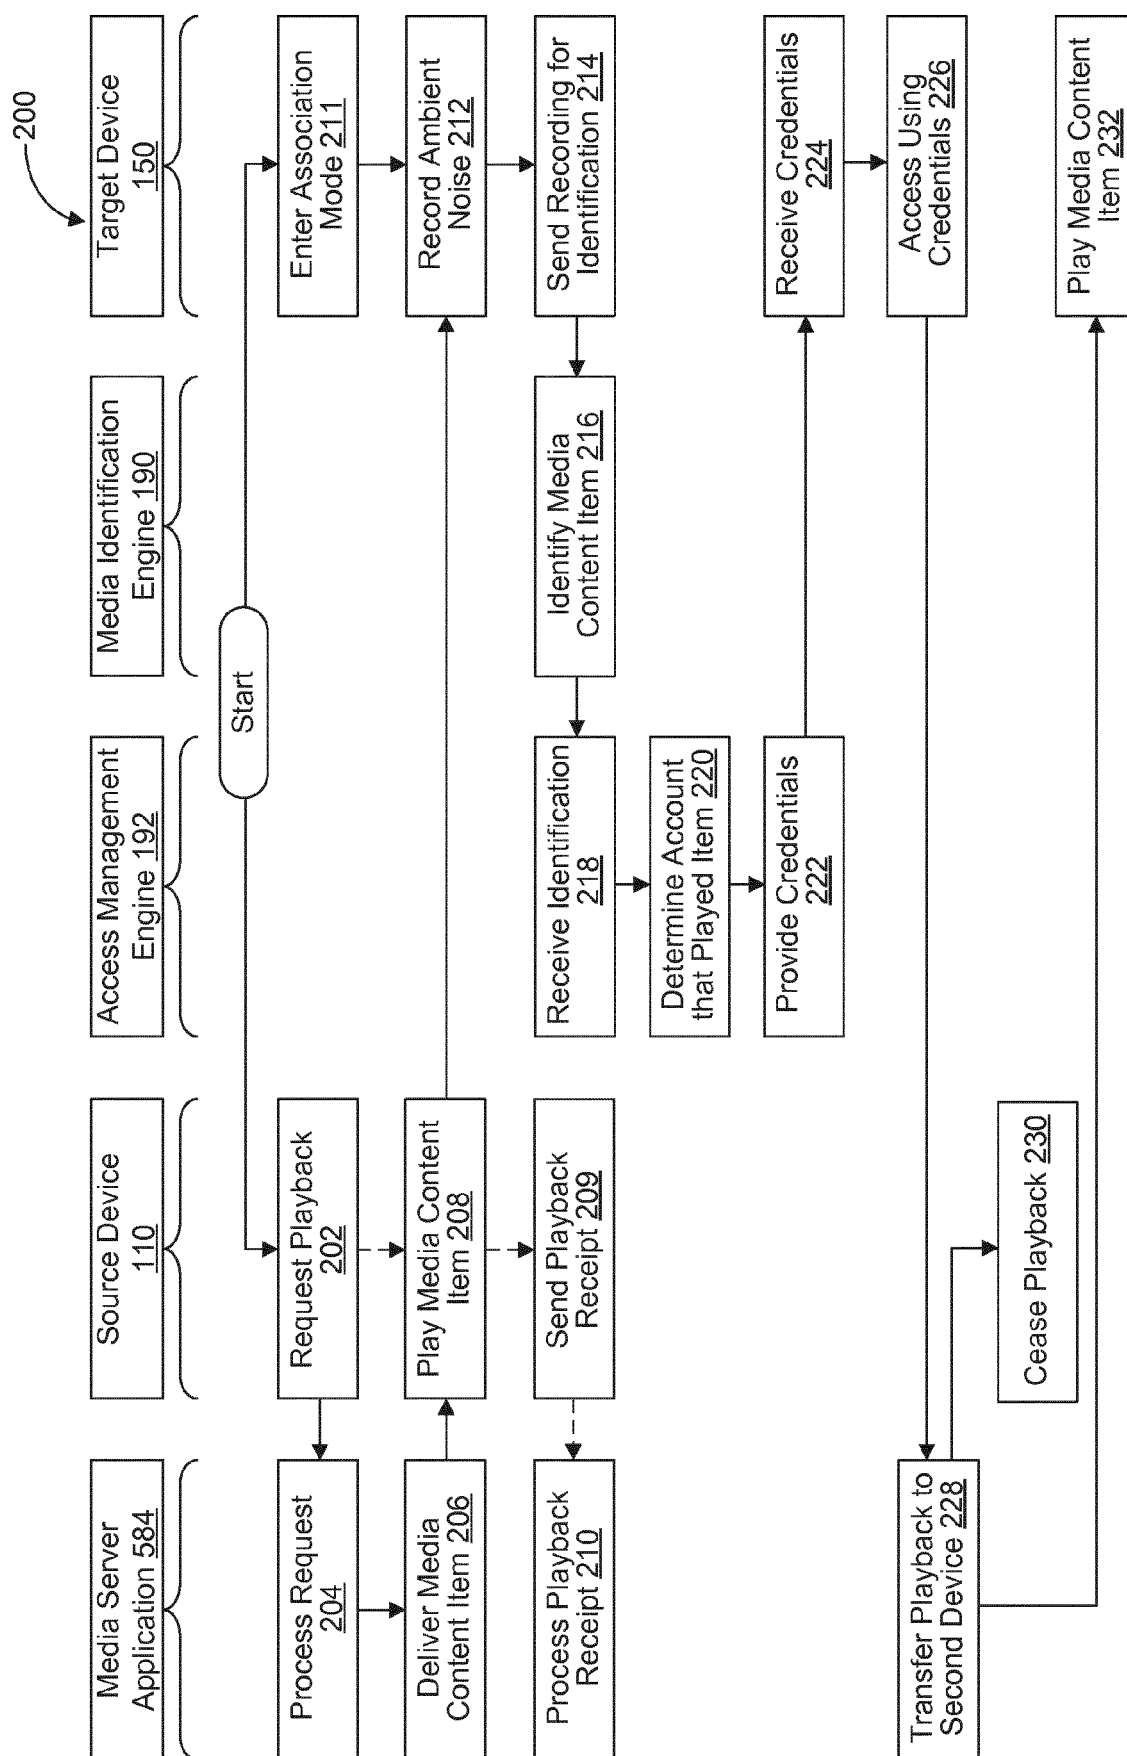 200
Media Server
Application 584
Source Device
110
Access Management
Engine 192
Media Identification
Engine 190
Target Device
150
Start
Request Playback
202
Enter Association
Mode 211
Process Request
204
Deliver Media
Content Item 206
Play Media Content
Item 208
Record Ambient
Noise 212
Process Playback
Receipt 210
Send Playback
Receipt 209
Receive Identification
218
Identify Media
Content Item 216
Send Recording for
Identification 214
Determine Account
that Played Item 220
Provide Credentials
222
Receive Credentials
224
Access Using
Credentials 226
Transfer Playback to
Second Device 228
Cease Playback 230
Play Media Content
Item 232